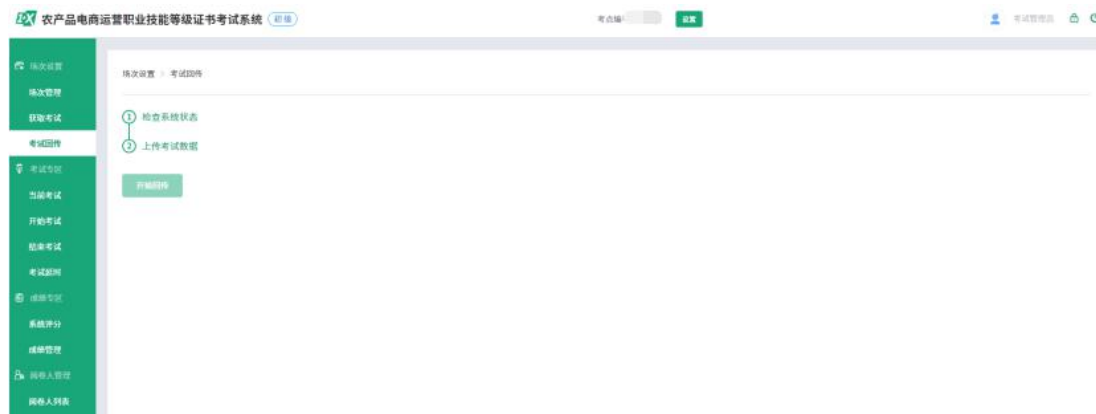 农产品电商运营职业技能等级证书考试系统 初级
考点编
设置
考试管理员
场次设置
场次管理
获取考试
考试回传
考试专区
当前考试
开始考试
结束考试
考试延时
成绩专区
系统评分
成绩管理
阅卷人管理
阅卷人列表
场次设置 > 考试回传
1 检查系统状态
2 上传考试数据
开始回传